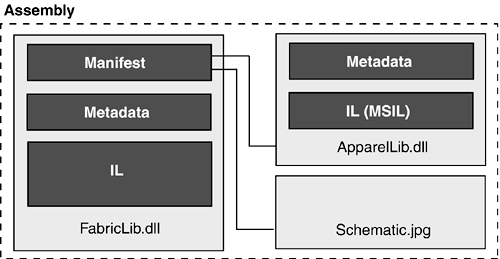 Assembly
Manifest
Metadata
IL
FabricLib.dll
Metadata
IL (MSIL)
ApparelLib.dll
Schematic.jpg